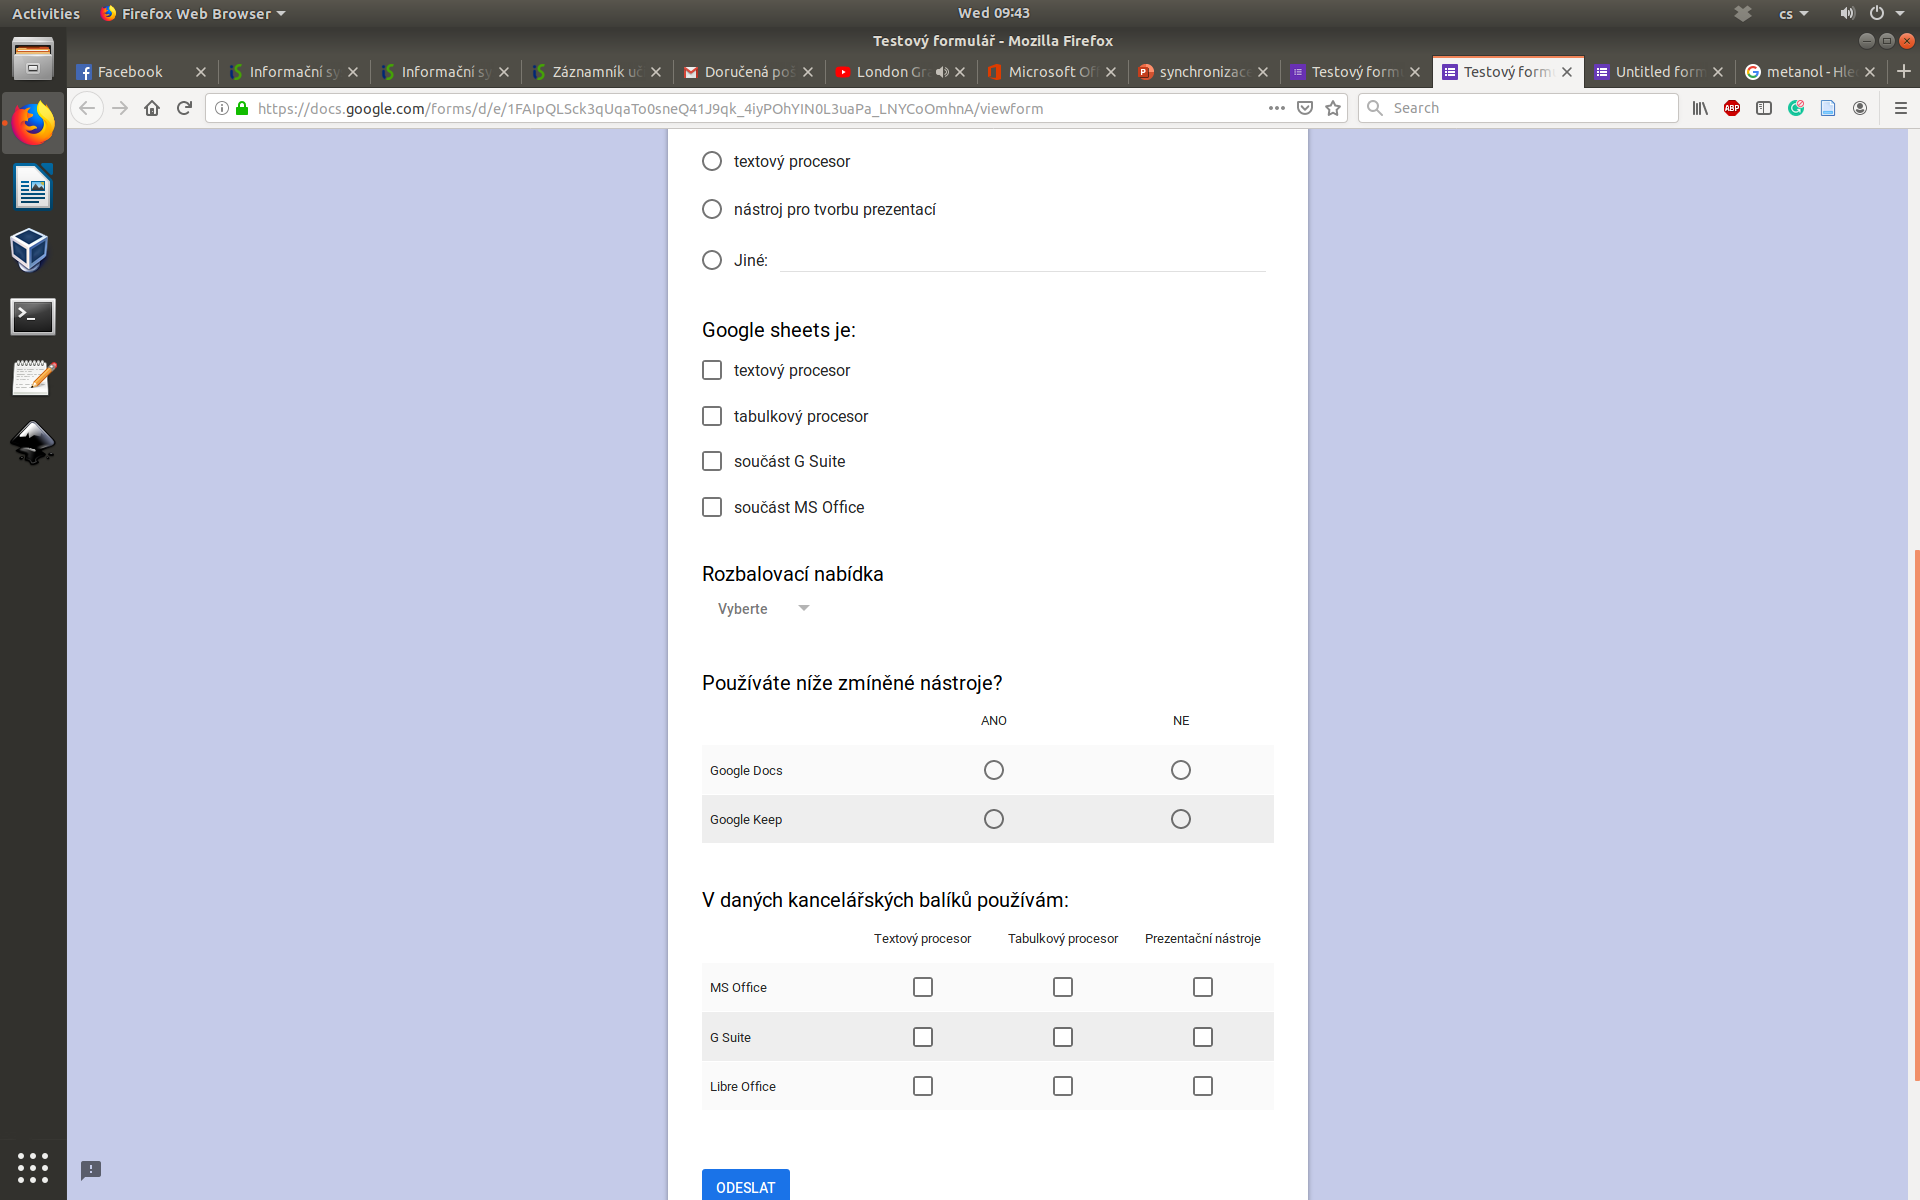 Activities Firefox Web Browser Wed 09:43 cs
Testový formulář - Mozilla Firefox
Facebook Informační sy Informační sy Záznamník uč Doručená poš London Gr Microsoft Of synchronizac Testový form Testový form Untitled form metanol - Hle
https://docs.google.com/forms/d/e/1FAIpQLSck3qUqaTo0sneQ41J9qk_4iyPOhYIN0L3uaPa_LNYCoOmhnA/viewform Search ABP
textový procesor
nástroj pro tvorbu prezentací
Jiné:
Google sheets je:
textový procesor
tabulkový procesor
součást G Suite
součást MS Office
Rozbalovací nabídka
Vyberte
Používáte níže zmíněné nástroje?
ANO NE
Google Docs
Google Keep
V daných kancelářských balíků používám:
Textový procesor Tabulkový procesor Prezentační nástroje
MS Office
G Suite
Libre Office
ODESLAT